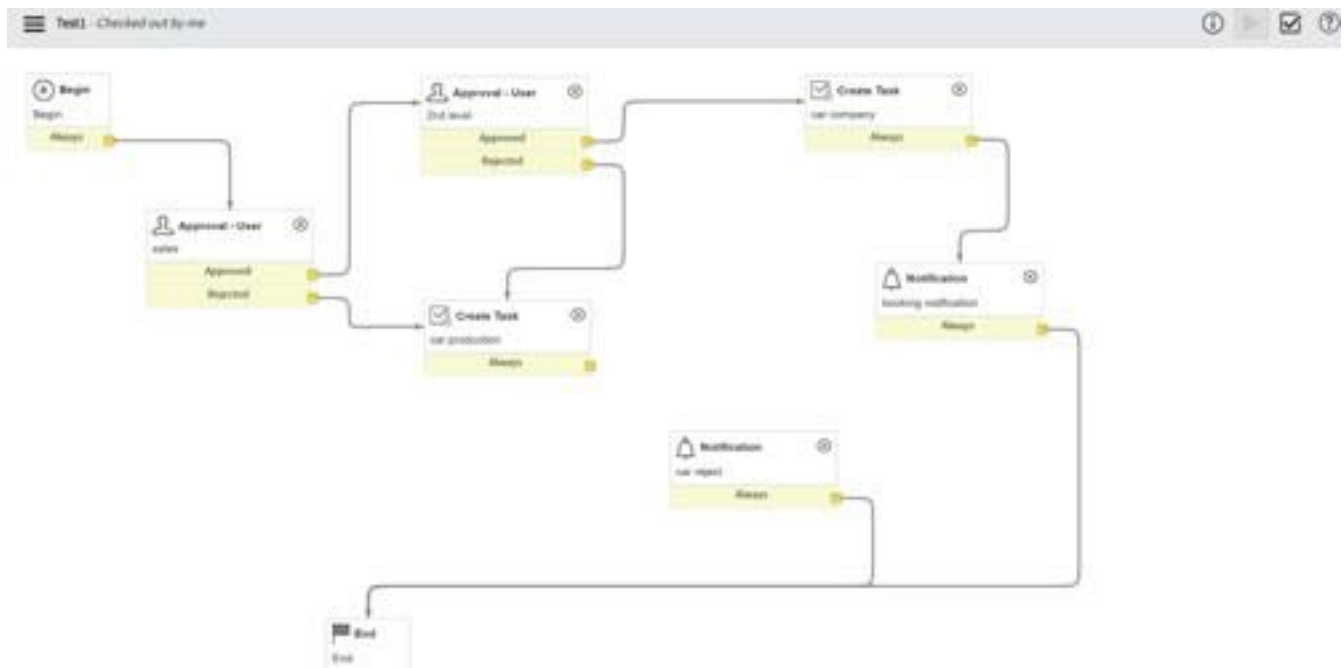 Test1 - Checked out by me
Begin
Begin
Always
Approval - User
2nd level
Approved
Rejected
Create Task
car company
Always
Approval - User
sales
Approved
Rejected
Create Task
car production
Always
Notification
booking notification
Always
Notification
car reject
Always
End
End